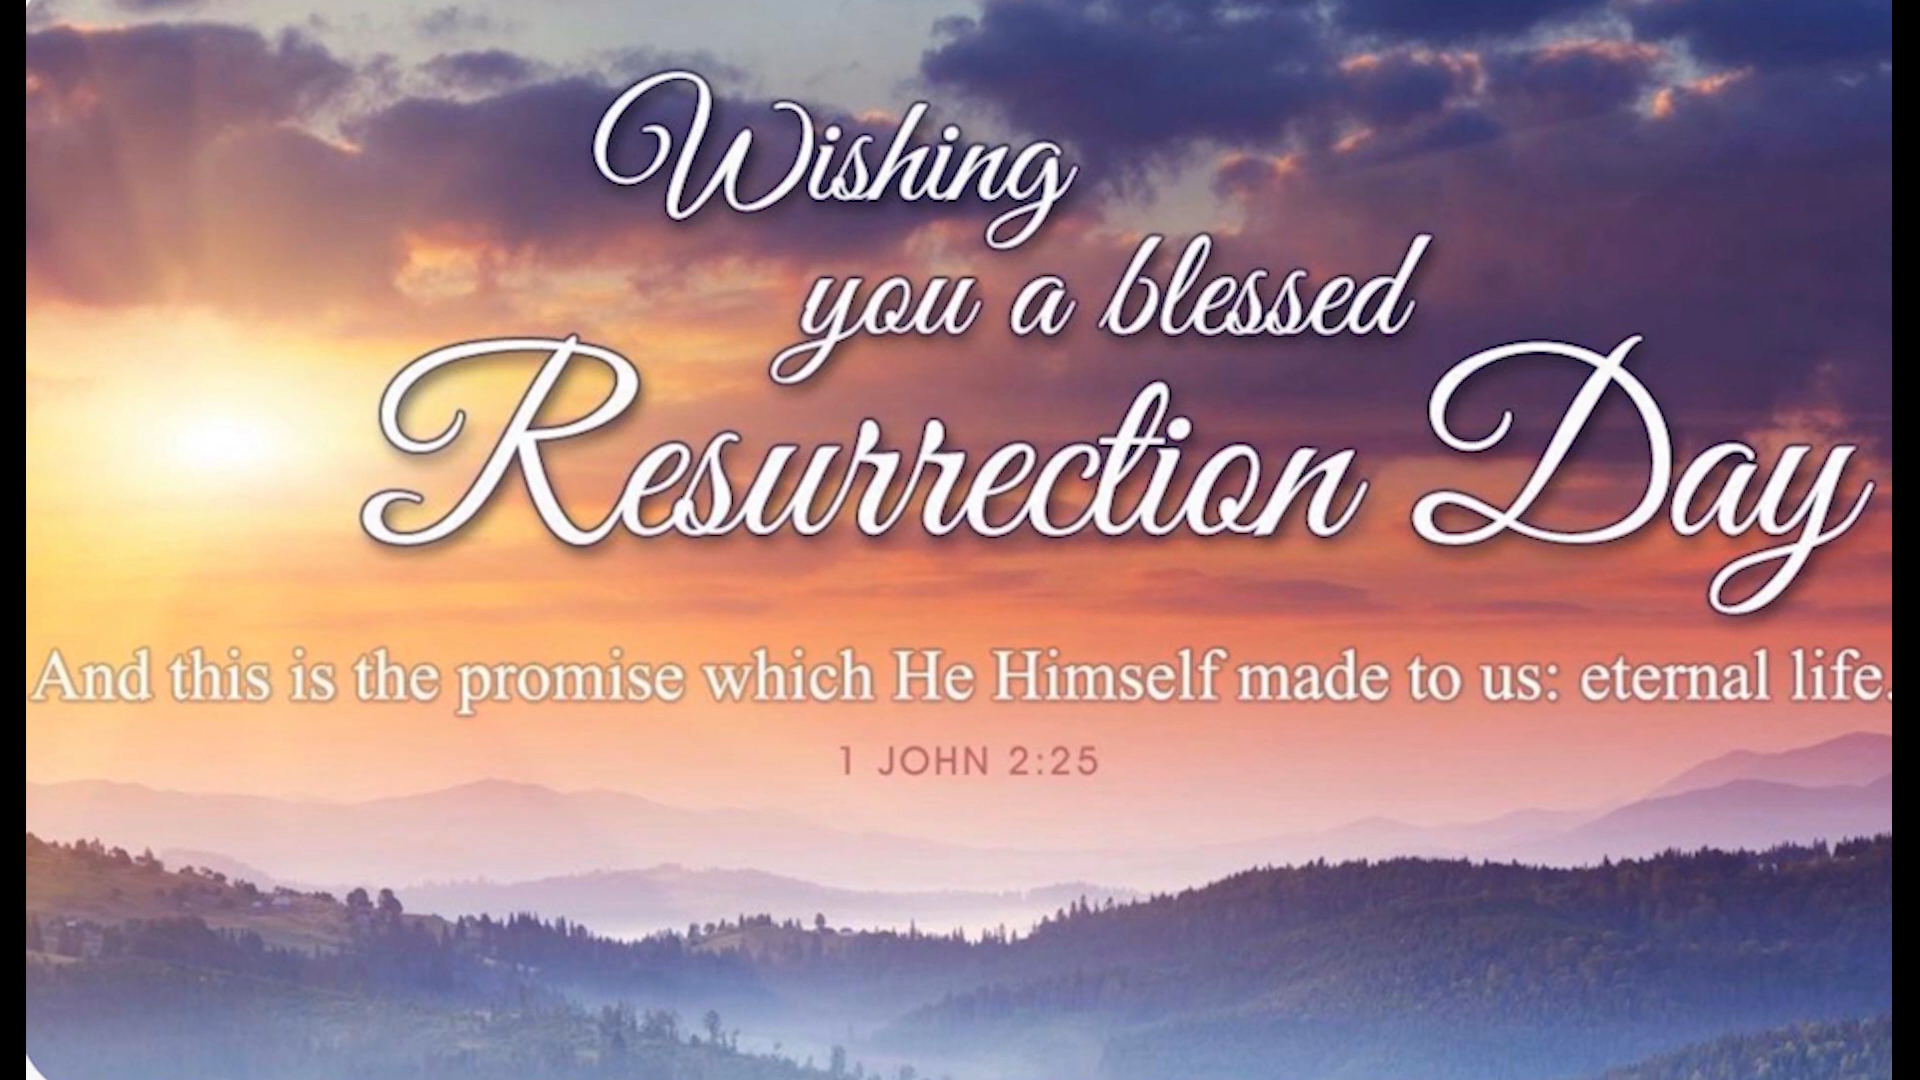 Wishing
you a blessed
Resurrection Day
And this is the promise which He Himself made to us: eternal life.
1 JOHN 2:25